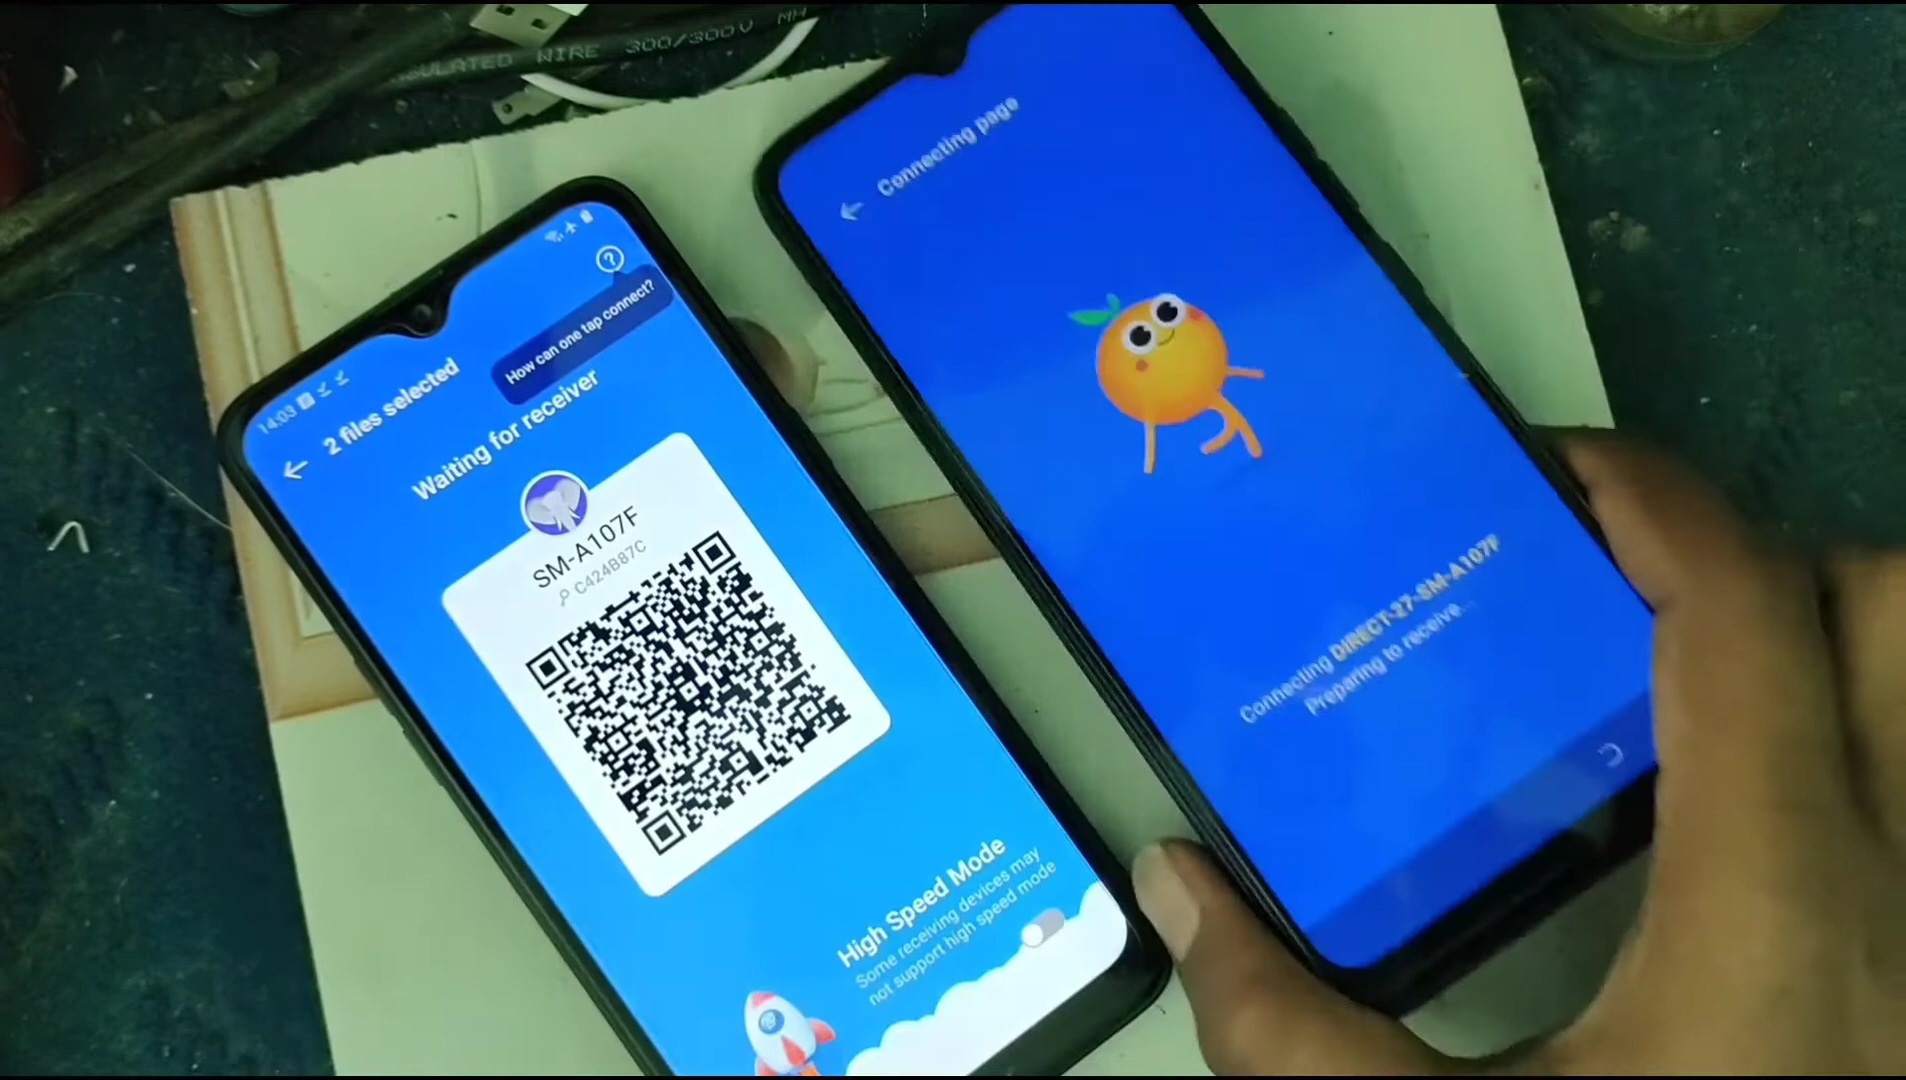 INSULATED WIRE 300/300V MH
14:03
How can one tap connect?
2 files selected
Waiting for receiver
SM-A107F
C424B87C
High Speed Mode
Some receiving devices may
not support high speed mode
Connecting page
Connecting DIRECT-27-SM-A107F
Preparing to receive...